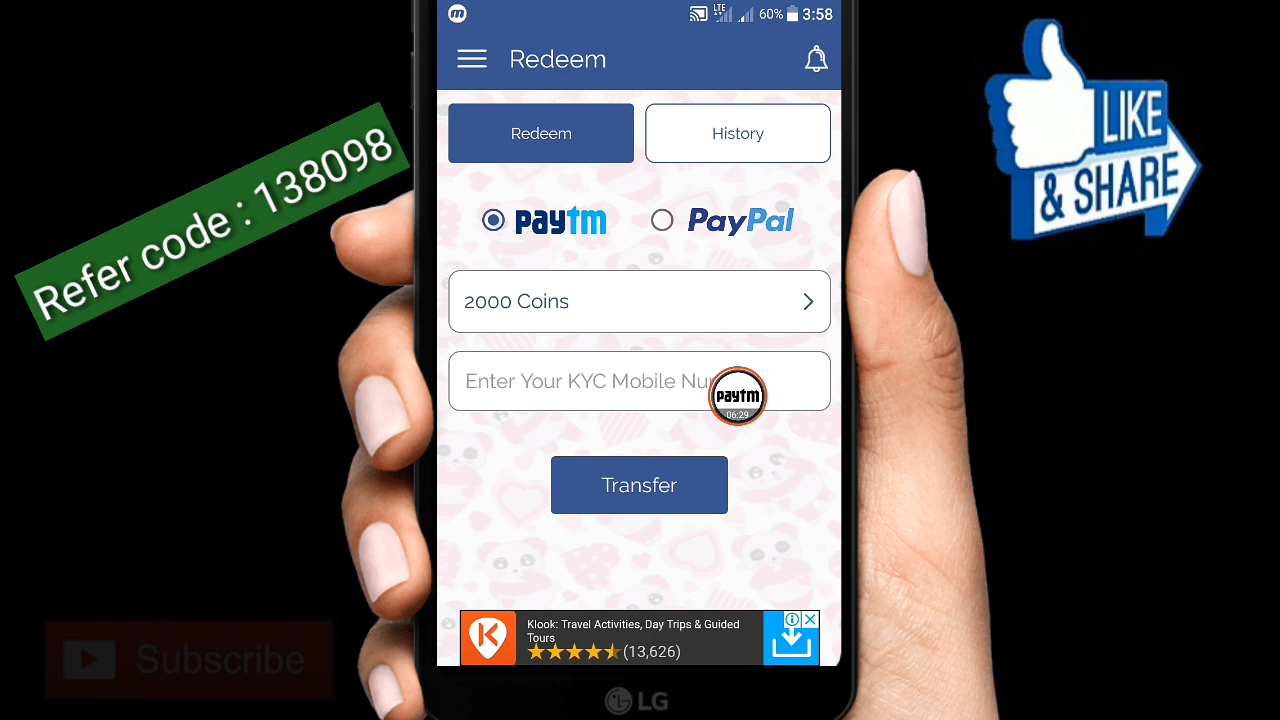 m
LTE
60% 3:58
Redeem
Redeem
History
Refer code : 138098
LIKE
& SHARE
paytm
PayPal
2000 Coins
Enter Your KYC Mobile Nu
paytm
06:29
Transfer
Klook: Travel Activities, Day Trips & Guided
Tours
(13,626)
Subscribe
LG